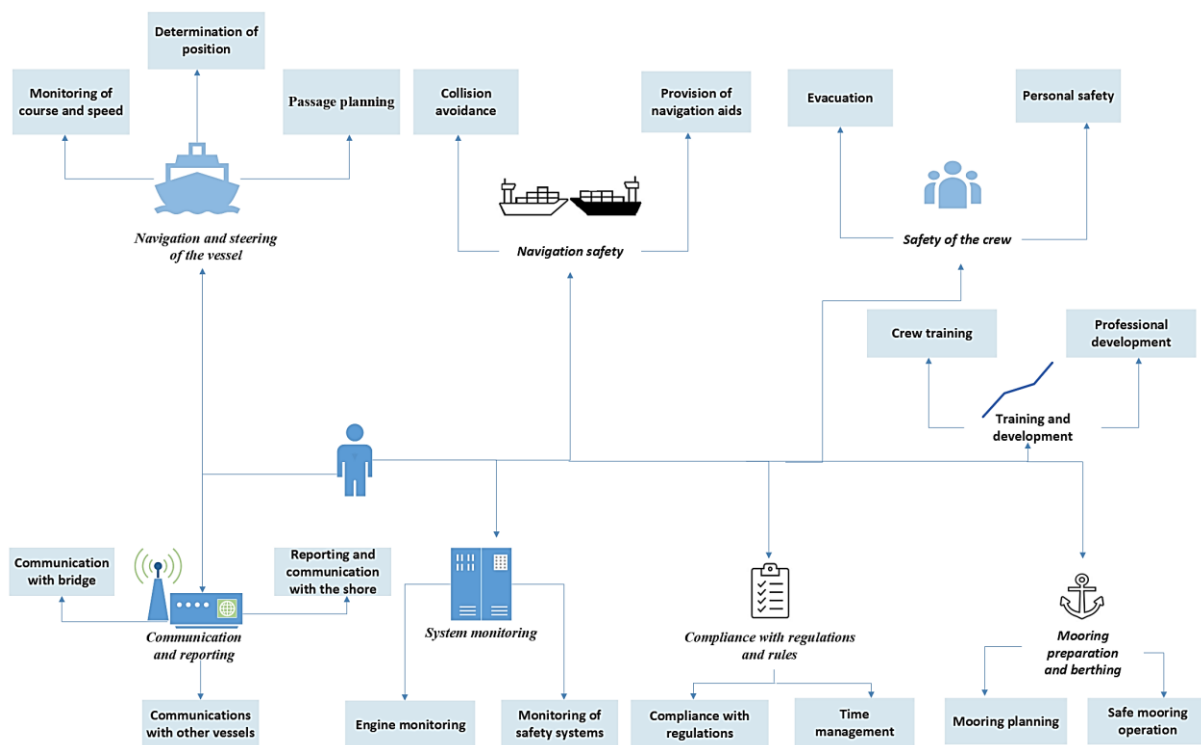 Determination of
position
Monitoring of
course and speed
Passage planning
Collision
avoidance
Provision of
navigation aids
Evacuation
Personal safety
Navigation and steering
of the vessel
Navigation safety
Safety of the crew
Crew training
Professional
development
Training and
development
Communication
with bridge
Reporting and
communication
with the shore
Communication
and reporting
System monitoring
Compliance with regulations
and rules
Mooring
preparation
and berthing
Communications
with other vessels
Engine monitoring
Monitoring of
safety systems
Compliance with
regulations
Time
management
Mooring planning
Safe mooring
operation